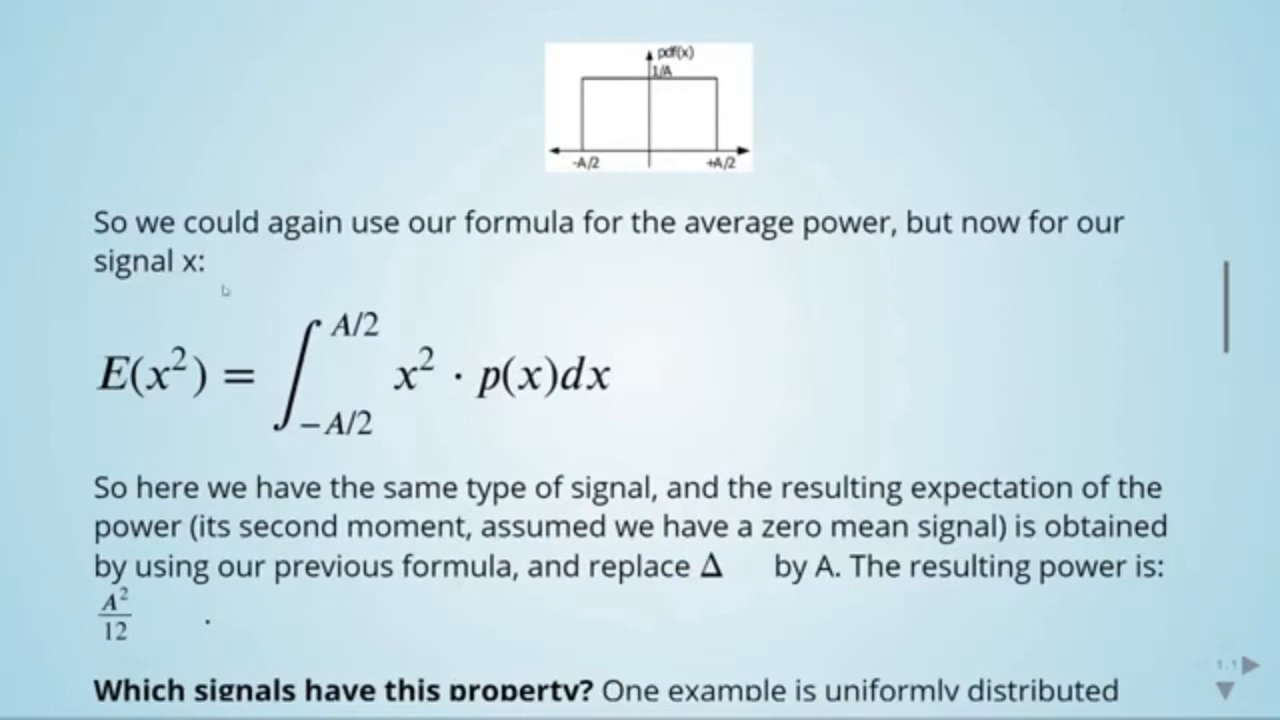 pdf(x)
1/A
-A/2 +A/2
So we could again use our formula for the average power, but now for our
signal x:
E(x²) = ∫_{-A/2}^{A/2} x² · p(x)dx
So here we have the same type of signal, and the resulting expectation of the
power (its second moment, assumed we have a zero mean signal) is obtained
by using our previous formula, and replace Δ by A. The resulting power is:
A²/12 .
Which signals have this property? One example is uniformly distributed
1.1